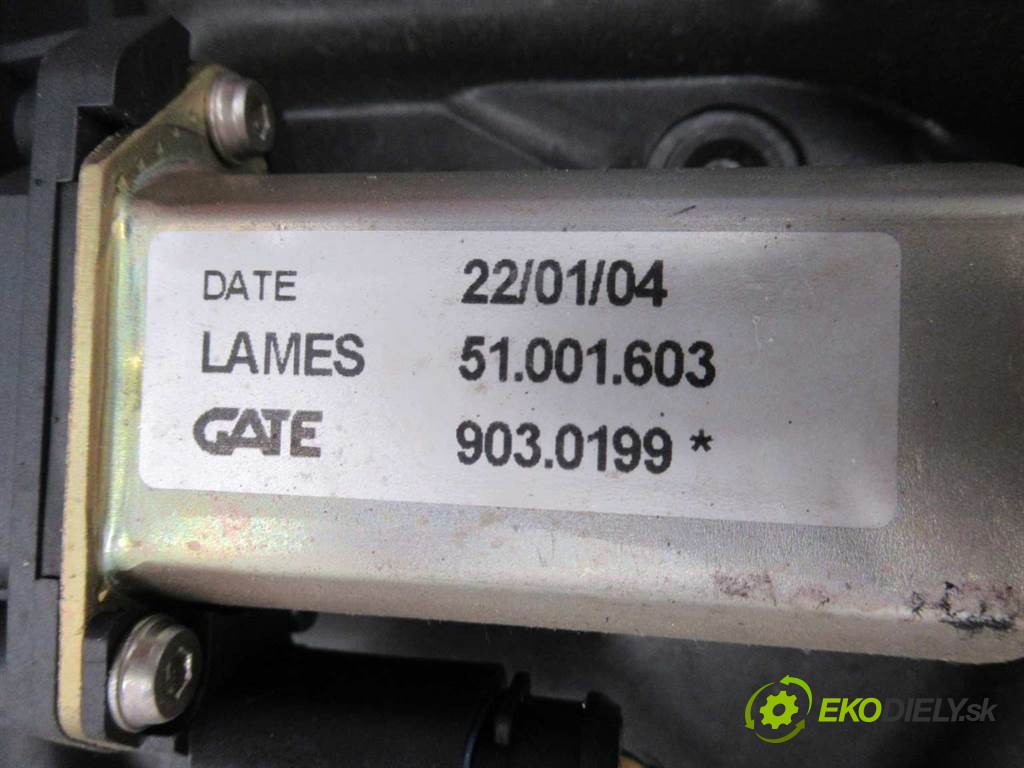 DATE 22/01/04
LAMES 51.001.603
GATE 903.0199 *
EKODIELY.sk